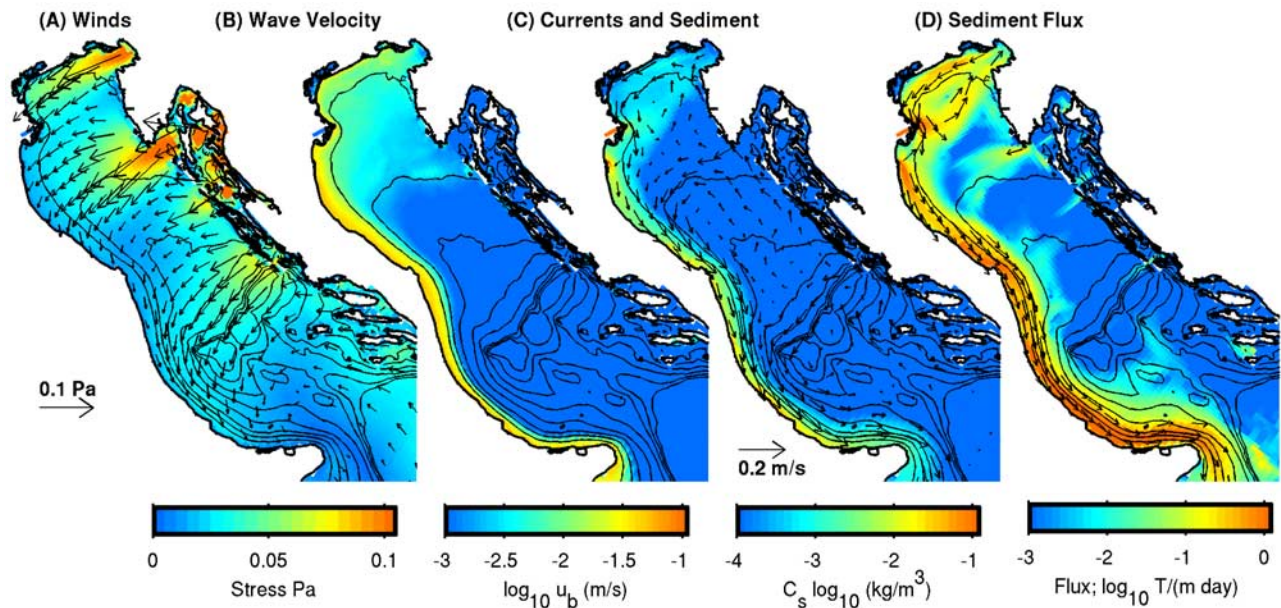 (A) Winds (B) Wave Velocity (C) Currents and Sediment (D) Sediment Flux
0.1 Pa
0.2 m/s
0 0.05 0.1 -3 -2.5 -2 -1.5 -1 -4 -3 -2 -1 -3 -2 -1 0
Stress Pa log10 u_b (m/s) C_s log10 (kg/m³) Flux; log10 T/(m day)